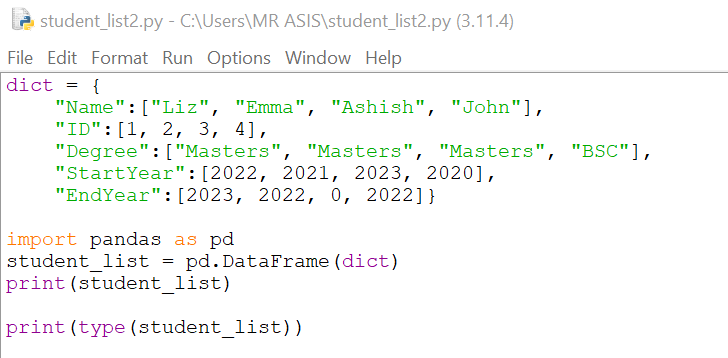 student_list2.py - C:\Users\MR ASIS\student_list2.py (3.11.4)
File Edit Format Run Options Window Help
dict = {
    "Name":["Liz", "Emma", "Ashish", "John"],
    "ID":[1, 2, 3, 4],
    "Degree":["Masters", "Masters", "Masters", "BSC"],
    "StartYear":[2022, 2021, 2023, 2020],
    "EndYear":[2023, 2022, 0, 2022]}

import pandas as pd
student_list = pd.DataFrame(dict)
print(student_list)

print(type(student_list))